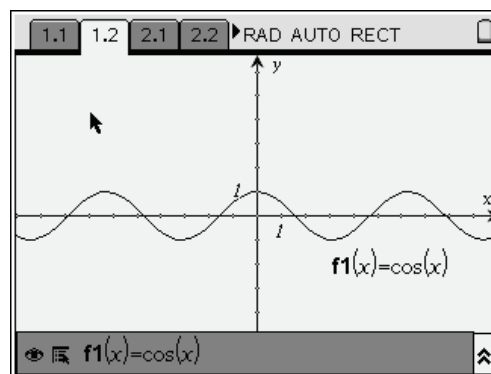 1.1 1.2 2.1 2.2 RAD AUTO RECT
y
1
x
1
f1(x)=cos(x)
f1(x)=cos(x)